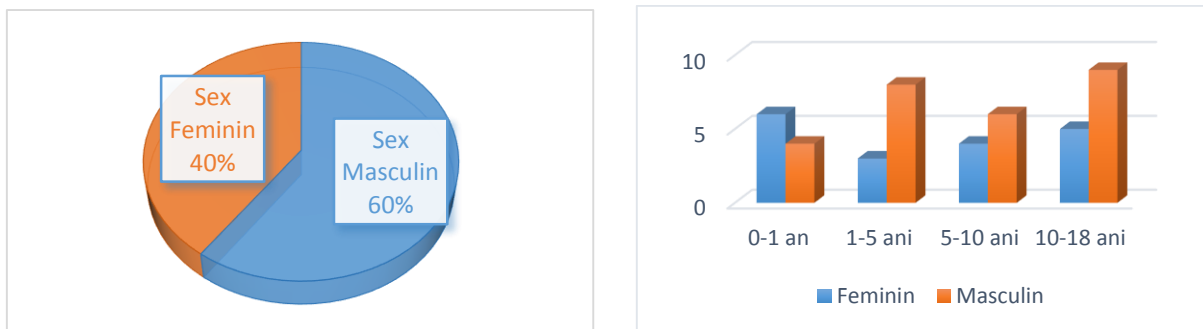 Sex
Feminin
40%
Sex
Masculin
60%
10
5
0
0-1 an 1-5 ani 5-10 ani 10-18 ani
Feminin Masculin